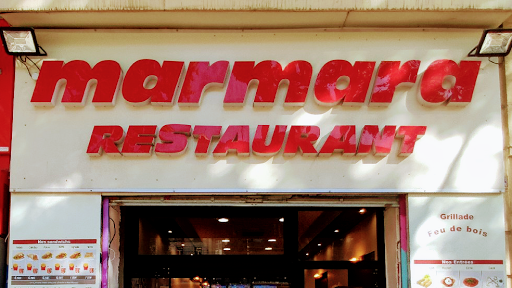 marmara
RESTAURANT
Grillade
Feu de bois
Nos sandwichs
Nos Entrées